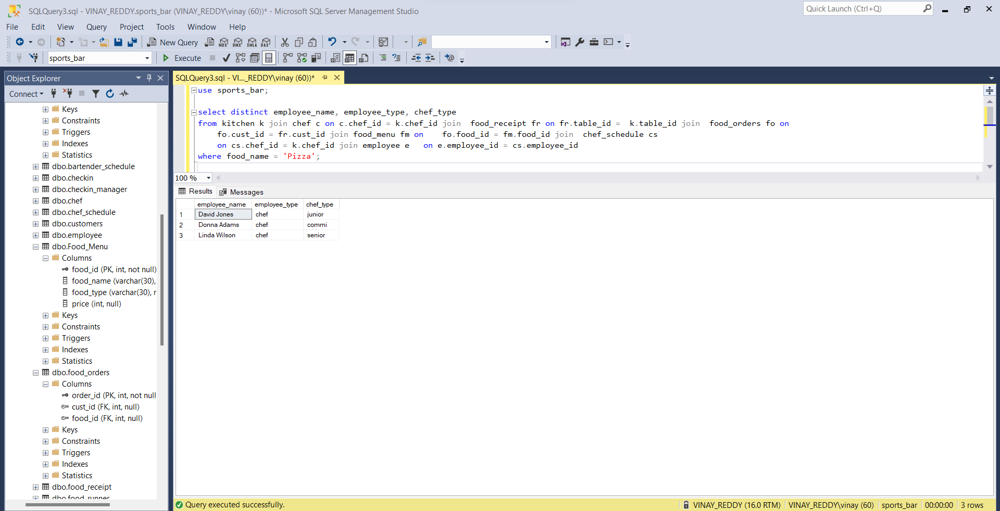 SQLQuery3.sql - VINAY_REDDY.sports_bar (VINAY_REDDY\vinay (60))* - Microsoft SQL Server Management Studio
Quick Launch (Ctrl+Q)
File Edit View Query Project Tools Window Help
New Query MDX DMX XMLA DAX
sports_bar Execute
Object Explorer
Connect
Keys
Constraints
Triggers
Indexes
Statistics
dbo.bartender_schedule
dbo.checkin
dbo.checkin_manager
dbo.chef
dbo.chef_schedule
dbo.customers
dbo.employee
dbo.Food_Menu
Columns
food_id (PK, int, not null)
food_name (varchar(30),
food_type (varchar(30), r
price (int, null)
Keys
Constraints
Triggers
Indexes
Statistics
dbo.food_orders
Columns
order_id (PK, int, not null
cust_id (FK, int, null)
food_id (FK, int, null)
Keys
Constraints
Triggers
Indexes
Statistics
dbo.food_receipt
dbo.food_runner
SQLQuery3.sql - VI..._REDDY\vinay (60))*
use sports_bar;
select distinct employee_name, employee_type, chef_type
from kitchen k join chef c on c.chef_id = k.chef_id join  food_receipt fr on fr.table_id =  k.table_id join  food_orders fo on
fo.cust_id = fr.cust_id join food_menu fm on    fo.food_id = fm.food_id join  chef_schedule cs
on cs.chef_id = k.chef_id join employee e   on e.employee_id = cs.employee_id
where food_name = 'Pizza';
100 %
Results Messages
employee_name employee_type chef_type
1 David Jones chef junior
2 Donna Adams chef commi
3 Linda Wilson chef senior
Query executed successfully.
VINAY_REDDY (16.0 RTM) VINAY_REDDY\vinay (60) sports_bar 00:00:00 3 rows